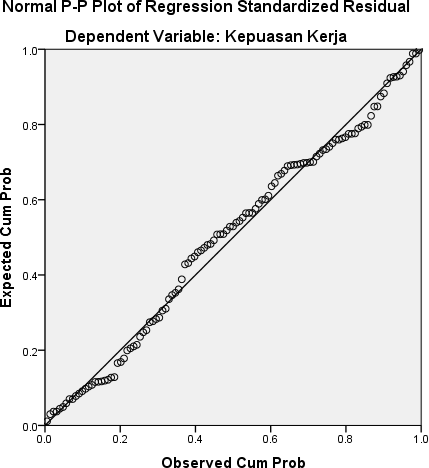 Normal P-P Plot of Regression Standardized Residual
Dependent Variable: Kepuasan Kerja
Expected Cum Prob
1.0
0.8
0.6
0.4
0.2
0.0
0.0 0.2 0.4 0.6 0.8 1.0
Observed Cum Prob